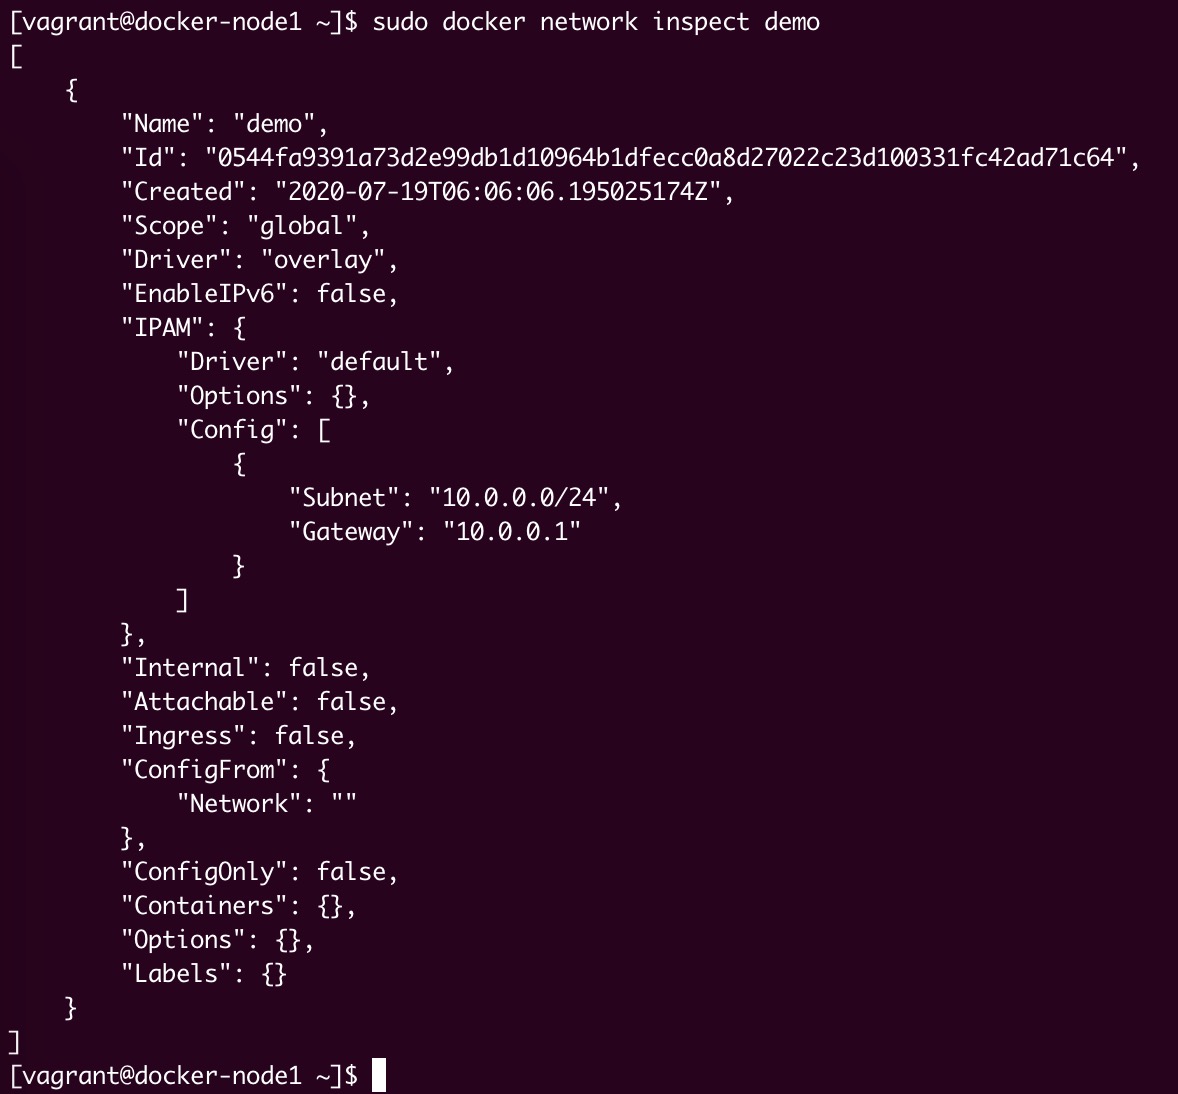 [vagrant@docker-node1 ~]$ sudo docker network inspect demo
[
    {
        "Name": "demo",
        "Id": "0544fa9391a73d2e99db1d10964b1dfecc0a8d27022c23d100331fc42ad71c64",
        "Created": "2020-07-19T06:06:06.195025174Z",
        "Scope": "global",
        "Driver": "overlay",
        "EnableIPv6": false,
        "IPAM": {
            "Driver": "default",
            "Options": {},
            "Config": [
                {
                    "Subnet": "10.0.0.0/24",
                    "Gateway": "10.0.0.1"
                }
            ]
        },
        "Internal": false,
        "Attachable": false,
        "Ingress": false,
        "ConfigFrom": {
            "Network": ""
        },
        "ConfigOnly": false,
        "Containers": {},
        "Options": {},
        "Labels": {}
    }
]
[vagrant@docker-node1 ~]$